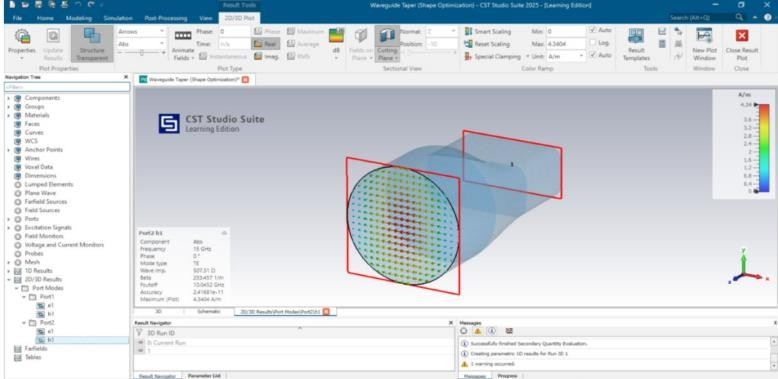 Result Tools
Waveguide Taper (Shape Optimization) - CST Studio Suite 2025 - [Learning Edition]
File Home Modeling Simulation Post-Processing View 2D/3D Plot Search (Alt+Q)
Properties
Update Results
Structure Transparent
Arrows
Abs
Plot Properties
Animate Fields
Phase: 0
Time: n/a
Instantaneous
Phase
Real
Imag.
Maximum
Average
RMS
Plot Type
dB
Fields on Plane
Cutting Plane
Normal: 2
Position: -10
Sectional View
Smart Scaling
Reset Scaling
Special Clamping
Min: 0
Max: 4.3404
Unit: A/m
Auto
Log.
Auto
Color Ramp
Result Templates
Tools
New Plot Window
Window
Close Result Plot
Close
Navigation Tree
Components
Groups
Materials
Faces
Curves
WCS
Anchor Points
Voxel Data
Wires
Dimensions
Lumped Elements
Plane Wave
Farfield Sources
Field Sources
Ports
Excitation Signals
Field Monitors
Voltage and Current Monitors
Probes
Mesh
1D Results
2D/3D Results
Port Modes
Port1
e1
h1
Port2
e1
h1
Farfields
Tables
Waveguide Taper (Shape Optimization)*
CST Studio Suite
Learning Edition
1
A/m
4.34
3.6
3.2
2.8
2.4
2
1.6
1.2
0.8
0.4
0
Port2 h1
Component Abs
Frequency 15 GHz
Phase 0 °
Mode type TE
Wave Imp. 507.31 Ω
Beta 233.457 1/m
Fcutoff 10.0452 GHz
Accuracy 2.41681e-11
Maximum (Plot) 4.3404 A/m
y
x
z
3D Schematic 2D/3D Results\Port Modes\Port2\h1
Result Navigator
3D Run ID
0: Current Run
1
Result Navigator Parameter List
Messages
Successfully finished Secondary Quantity Evaluation.
Creating parametric 1D results for Run ID 1
1 warning occurred.
Messages Progress